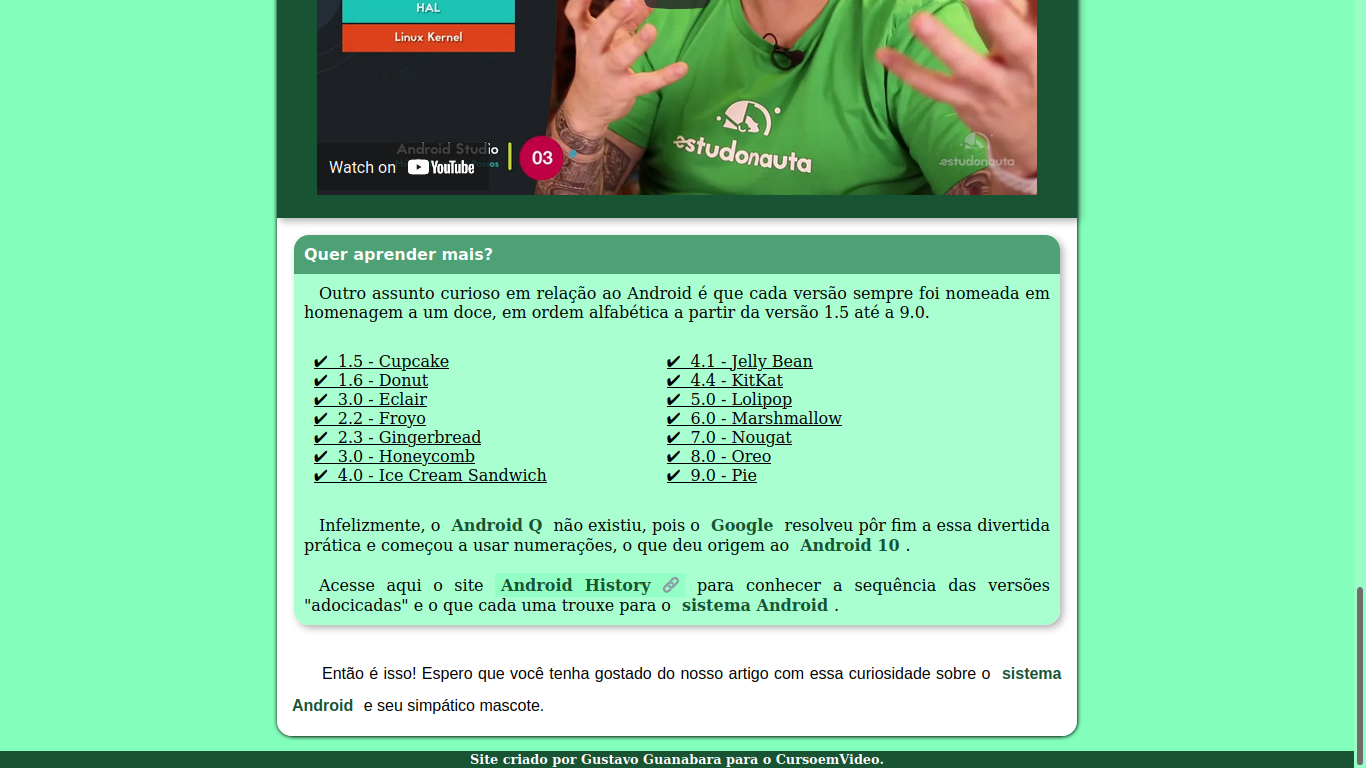 HAL
Linux Kernel
estudonauta
estudonauta
Android Studio
03
Watch on YouTube
Quer aprender mais?
Outro assunto curioso em relação ao Android é que cada versão sempre foi nomeada em
homenagem a um doce, em ordem alfabética a partir da versão 1.5 até a 9.0.
✔ 1.5 - Cupcake
✔ 1.6 - Donut
✔ 3.0 - Eclair
✔ 2.2 - Froyo
✔ 2.3 - Gingerbread
✔ 3.0 - Honeycomb
✔ 4.0 - Ice Cream Sandwich
✔ 4.1 - Jelly Bean
✔ 4.4 - KitKat
✔ 5.0 - Lolipop
✔ 6.0 - Marshmallow
✔ 7.0 - Nougat
✔ 8.0 - Oreo
✔ 9.0 - Pie
Infelizmente, o Android Q não existiu, pois o Google resolveu pôr fim a essa divertida
prática e começou a usar numerações, o que deu origem ao Android 10 .
Acesse aqui o site Android History 🔗 para conhecer a sequência das versões
"adocicadas" e o que cada uma trouxe para o sistema Android .
Então é isso! Espero que você tenha gostado do nosso artigo com essa curiosidade sobre o sistema
Android e seu simpático mascote.
Site criado por Gustavo Guanabara para o CursoemVideo.